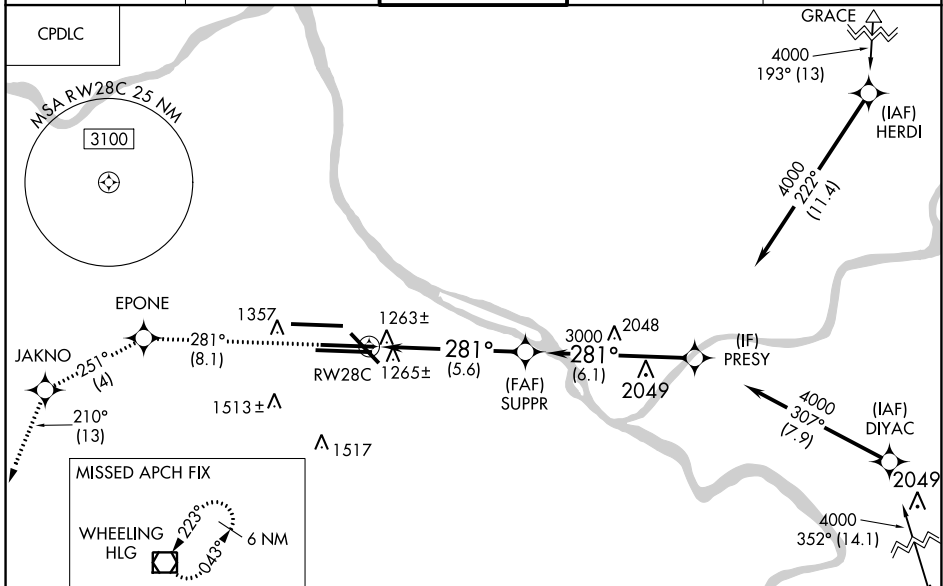 CPDLC
MSA RW28C 25 NM
3100
GRACE
4000
193° (13)
(IAF)
HERDI
4000
222°
(11.4)
EPONE
1357
1263±
281°
(8.1)
JAKNO
251°
(4)
RW28C
1265±
281°
(5.6)
3000
2048
281°
(6.1)
2049
(IF)
PRESY
(FAF)
SUPPR
210°
(13)
1513±
1517
4000
307°
(7.9)
(IAF)
DIYAC
2049
4000
352° (14.1)
MISSED APCH FIX
WHEELING
HLG
223°
043°
6 NM